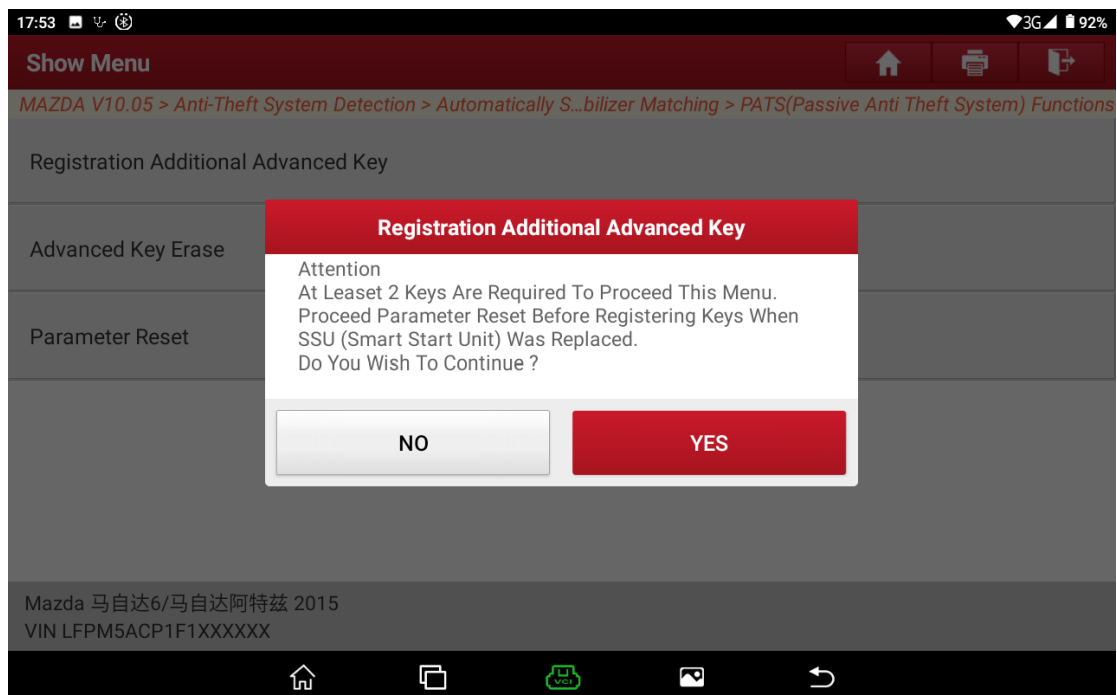 17:53 3G 92%
Show Menu
MAZDA V10.05 > Anti-Theft System Detection > Automatically S...bilizer Matching > PATS(Passive Anti Theft System) Functions
Registration Additional Advanced Key
Advanced Key Erase
Parameter Reset
Registration Additional Advanced Key
Attention
At Leaset 2 Keys Are Required To Proceed This Menu.
Proceed Parameter Reset Before Registering Keys When
SSU (Smart Start Unit) Was Replaced.
Do You Wish To Continue ?
NO YES
Mazda 马自达6/马自达阿特兹 2015
VIN LFPM5ACP1F1XXXXXX
VCI